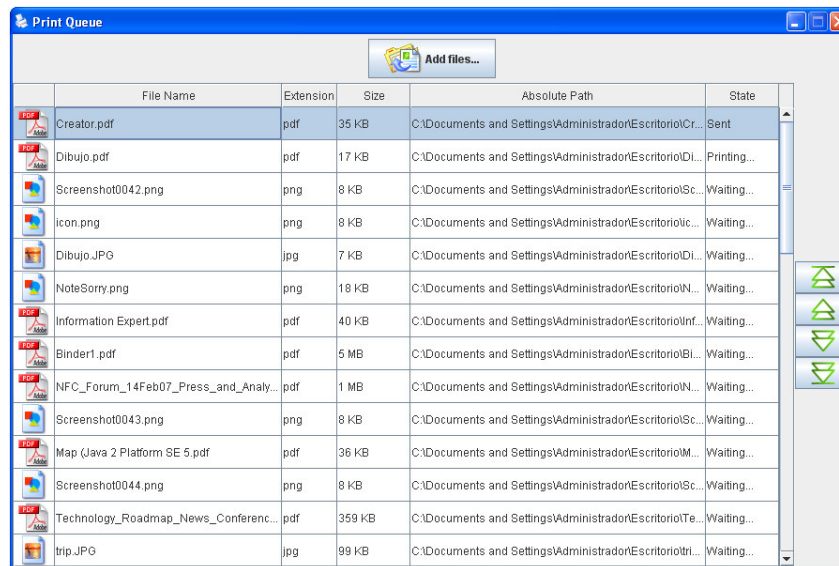 Print Queue
Add files...
File Name Extension Size Absolute Path State
Creator.pdf pdf 35 KB C:\Documents and Settings\Administrador\Escritorio\Cr... Sent
Dibujo.pdf pdf 17 KB C:\Documents and Settings\Administrador\Escritorio\Di... Printing...
Screenshot0042.png png 8 KB C:\Documents and Settings\Administrador\Escritorio\Sc... Waiting...
icon.png png 8 KB C:\Documents and Settings\Administrador\Escritorio\ic... Waiting...
Dibujo.JPG jpg 7 KB C:\Documents and Settings\Administrador\Escritorio\Di... Waiting...
NoteSorry.png png 18 KB C:\Documents and Settings\Administrador\Escritorio\N... Waiting...
Information Expert.pdf pdf 40 KB C:\Documents and Settings\Administrador\Escritorio\Inf... Waiting...
Binder1.pdf pdf 5 MB C:\Documents and Settings\Administrador\Escritorio\Bi... Waiting...
NFC_Forum_14Feb07_Press_and_Analy... pdf 1 MB C:\Documents and Settings\Administrador\Escritorio\N... Waiting...
Screenshot0043.png png 8 KB C:\Documents and Settings\Administrador\Escritorio\Sc... Waiting...
Map (Java 2 Platform SE 5.pdf pdf 36 KB C:\Documents and Settings\Administrador\Escritorio\M... Waiting...
Screenshot0044.png png 8 KB C:\Documents and Settings\Administrador\Escritorio\Sc... Waiting...
Technology_Roadmap_News_Conferenc... pdf 359 KB C:\Documents and Settings\Administrador\Escritorio\Te... Waiting...
trip.JPG jpg 99 KB C:\Documents and Settings\Administrador\Escritorio\tri... Waiting...